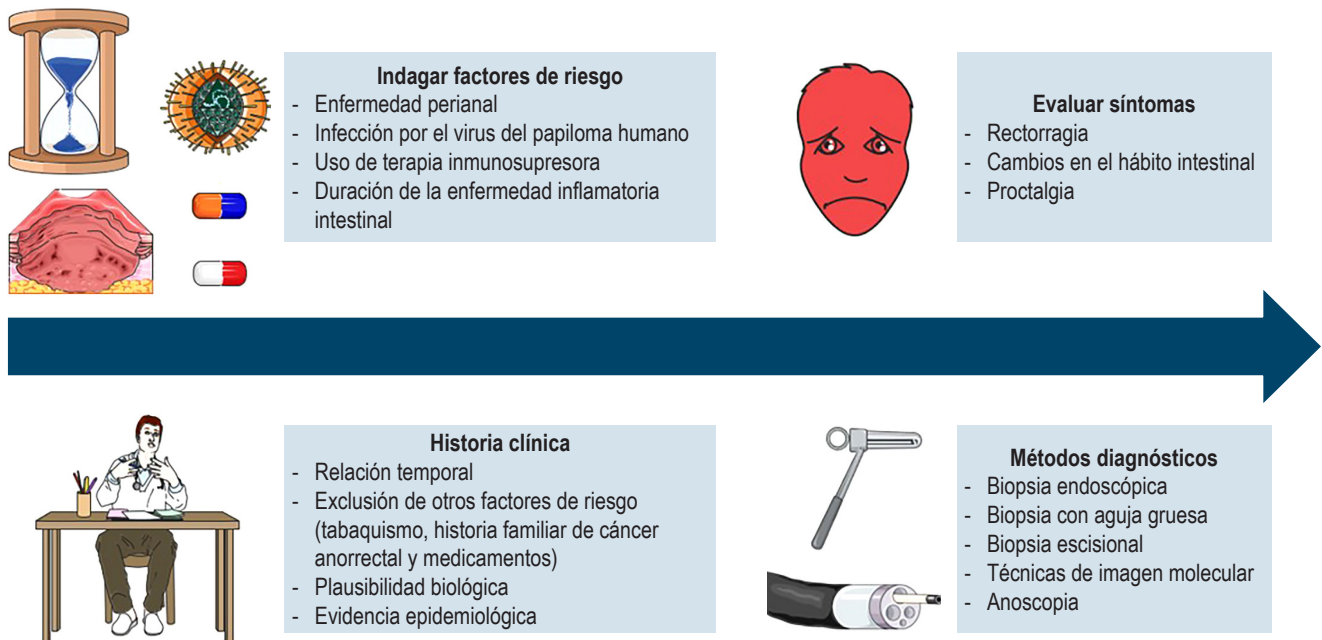 Indagar factores de riesgo
- Enfermedad perianal
- Infección por el virus del papiloma humano
- Uso de terapia inmunosupresora
- Duración de la enfermedad inflamatoria
intestinal
Evaluar síntomas
- Rectorragia
- Cambios en el hábito intestinal
- Proctalgia
Historia clínica
- Relación temporal
- Exclusión de otros factores de riesgo
(tabaquismo, historia familiar de cáncer
anorrectal y medicamentos)
- Plausibilidad biológica
- Evidencia epidemiológica
Métodos diagnósticos
- Biopsia endoscópica
- Biopsia con aguja gruesa
- Biopsia escisional
- Técnicas de imagen molecular
- Anoscopia